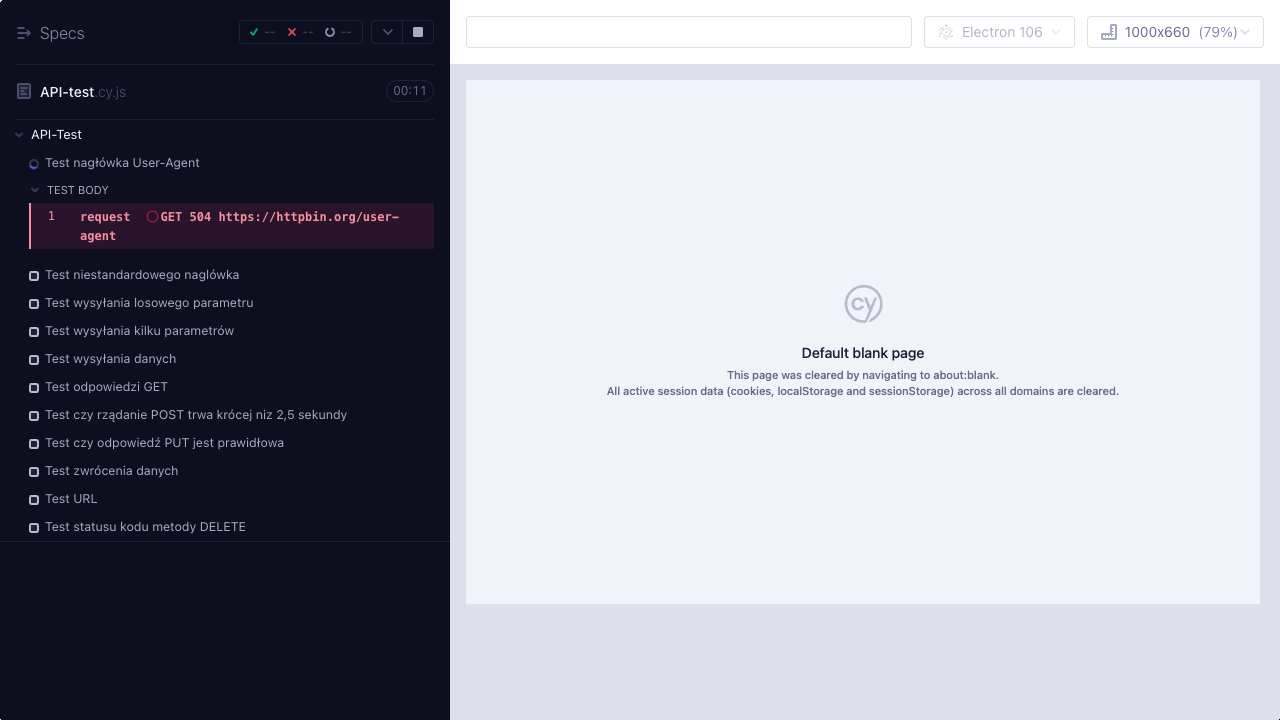 Specs
-- -- --
Electron 106
1000x660 (79%)
API-test.cy.js
00:11
API-Test
Test nagłówka User-Agent
TEST BODY
1 request GET 504 https://httpbin.org/user-
agent
Test niestandardowego naglówka
Test wysyłania losowego parametru
Test wysyłania kilku parametrów
Test wysyłania danych
Test odpowiedzi GET
Test czy rządanie POST trwa krócej niz 2,5 sekundy
Test czy odpowiedź PUT jest prawidłowa
Test zwrócenia danych
Test URL
Test statusu kodu metody DELETE
cy
Default blank page
This page was cleared by navigating to about:blank.
All active session data (cookies, localStorage and sessionStorage) across all domains are cleared.